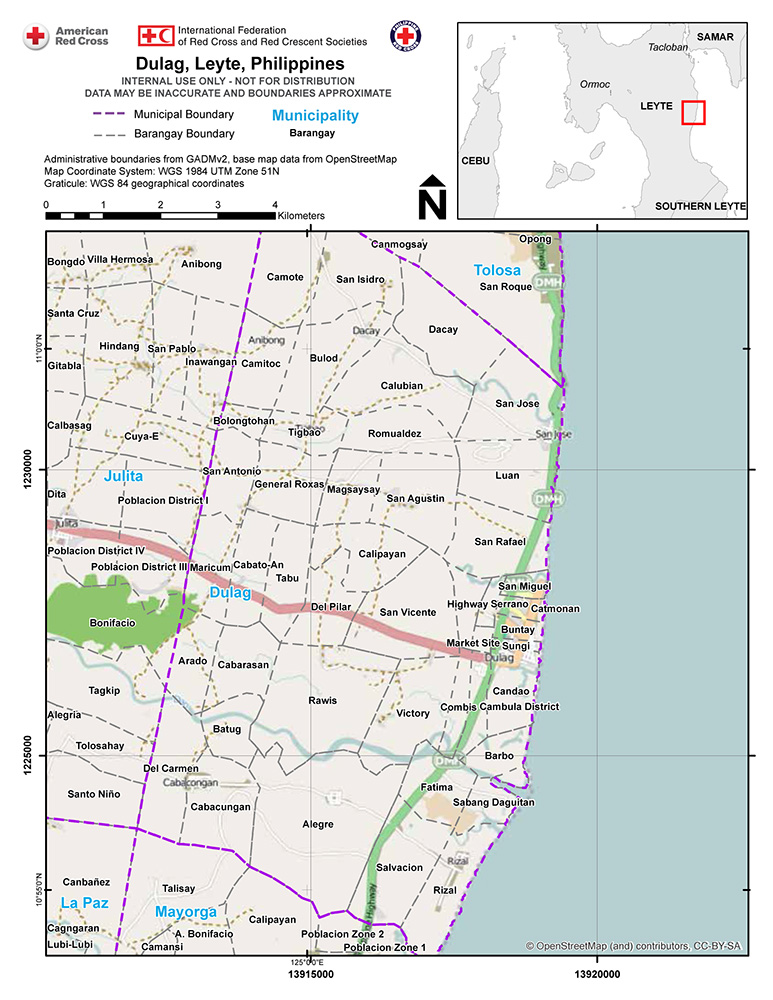 American
Red Cross
International Federation
of Red Cross and Red Crescent Societies
PHILIPPINE
RED CROSS
Dulag, Leyte, Philippines
INTERNAL USE ONLY - NOT FOR DISTRIBUTION
DATA MAY BE INACCURATE AND BOUNDARIES APPROXIMATE
Municipal Boundary
Municipality
Barangay Boundary
Barangay
Administrative boundaries from GADMv2, base map data from OpenStreetMap
Map Coordinate System: WGS 1984 UTM Zone 51N
Graticule: WGS 84 geographical coordinates
0 1 2 3 4
Kilometers
N
SAMAR
Tacloban
Ormoc
LEYTE
CEBU
SOUTHERN LEYTE
Canmogsay
Opong
Highway
Bongdo
Villa Hermosa
Anibong
Tolosa
Camote
San Isidro
DMH
San Roque
Santa Cruz
Dacay
Dacay
Anibong
Hindang
San Pablo
11°0'0"N
Gitabla
Inawangan
Camitoc
Bulod
Calubian
San Jose
Calbasag
Bolongtohan
Cuya-E
Tigbao
Romualdez
San Jose
1230000
Julita
San Antonio
Luan
General Roxas
Magsaysay
San Agustin
Dita
Poblacion District I
DMH
Julita
San Rafael
Poblacion District IV
Calipayan
Poblacion District III
Maricum
Cabato-An
Tabu
San Miguel
Dulag
Highway
Serrano
Catmonan
Del Pilar
San Vicente
Bonifacio
Buntay
Market Site
Sungi
Dulag
Arado
Cabarasan
Tagkip
Candao
Rawis
Combis
Cambula District
Alegria
Victory
Batug
Tolosahay
1225000
Barbo
DMH
Del Carmen
Cabacongan
Santo Niño
Fatima
Cabacungan
Sabang Daguitan
Alegre
Rizal
Salvacion
Canbañez
Talisay
Rizal
10°55'0"N
La Paz
Mayorga
Highway
Calipayan
Cagngaran
A. Bonifacio
Poblacion Zone 2
Lubi-Lubi
Camansi
Poblacion Zone 1
© OpenStreetMap (and) contributors, CC-BY-SA
125°0'0"E
13915000
13920000